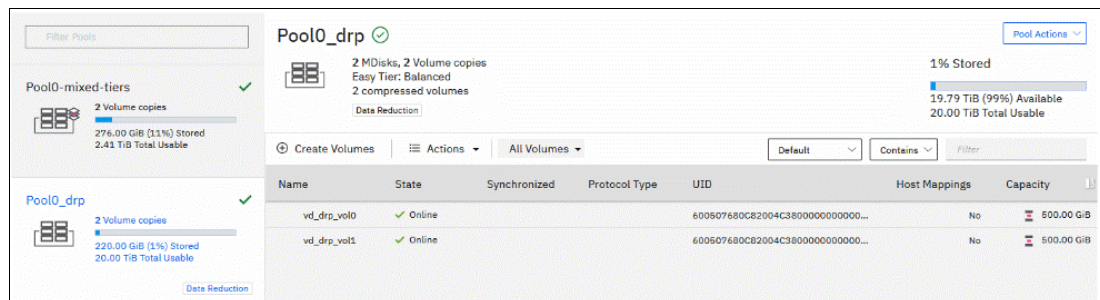 Filter Pools
Pool0-mixed-tiers
2 Volume copies
276.00 GiB (11%) Stored
2.41 TiB Total Usable
Pool0_drp
2 Volume copies
220.00 GiB (1%) Stored
20.00 TiB Total Usable
Data Reduction
Pool0_drp
Pool Actions
2 MDisks, 2 Volume copies
Easy Tier: Balanced
2 compressed volumes
Data Reduction
1% Stored
19.79 TiB (99%) Available
20.00 TiB Total Usable
Create Volumes Actions All Volumes Default Contains Filter
Name State Synchronized Protocol Type UID Host Mappings Capacity
vd_drp_vol0 Online 600507680C82004C3800000000000... No 500.00 GiB
vd_drp_vol1 Online 600507680C82004C3800000000000... No 500.00 GiB